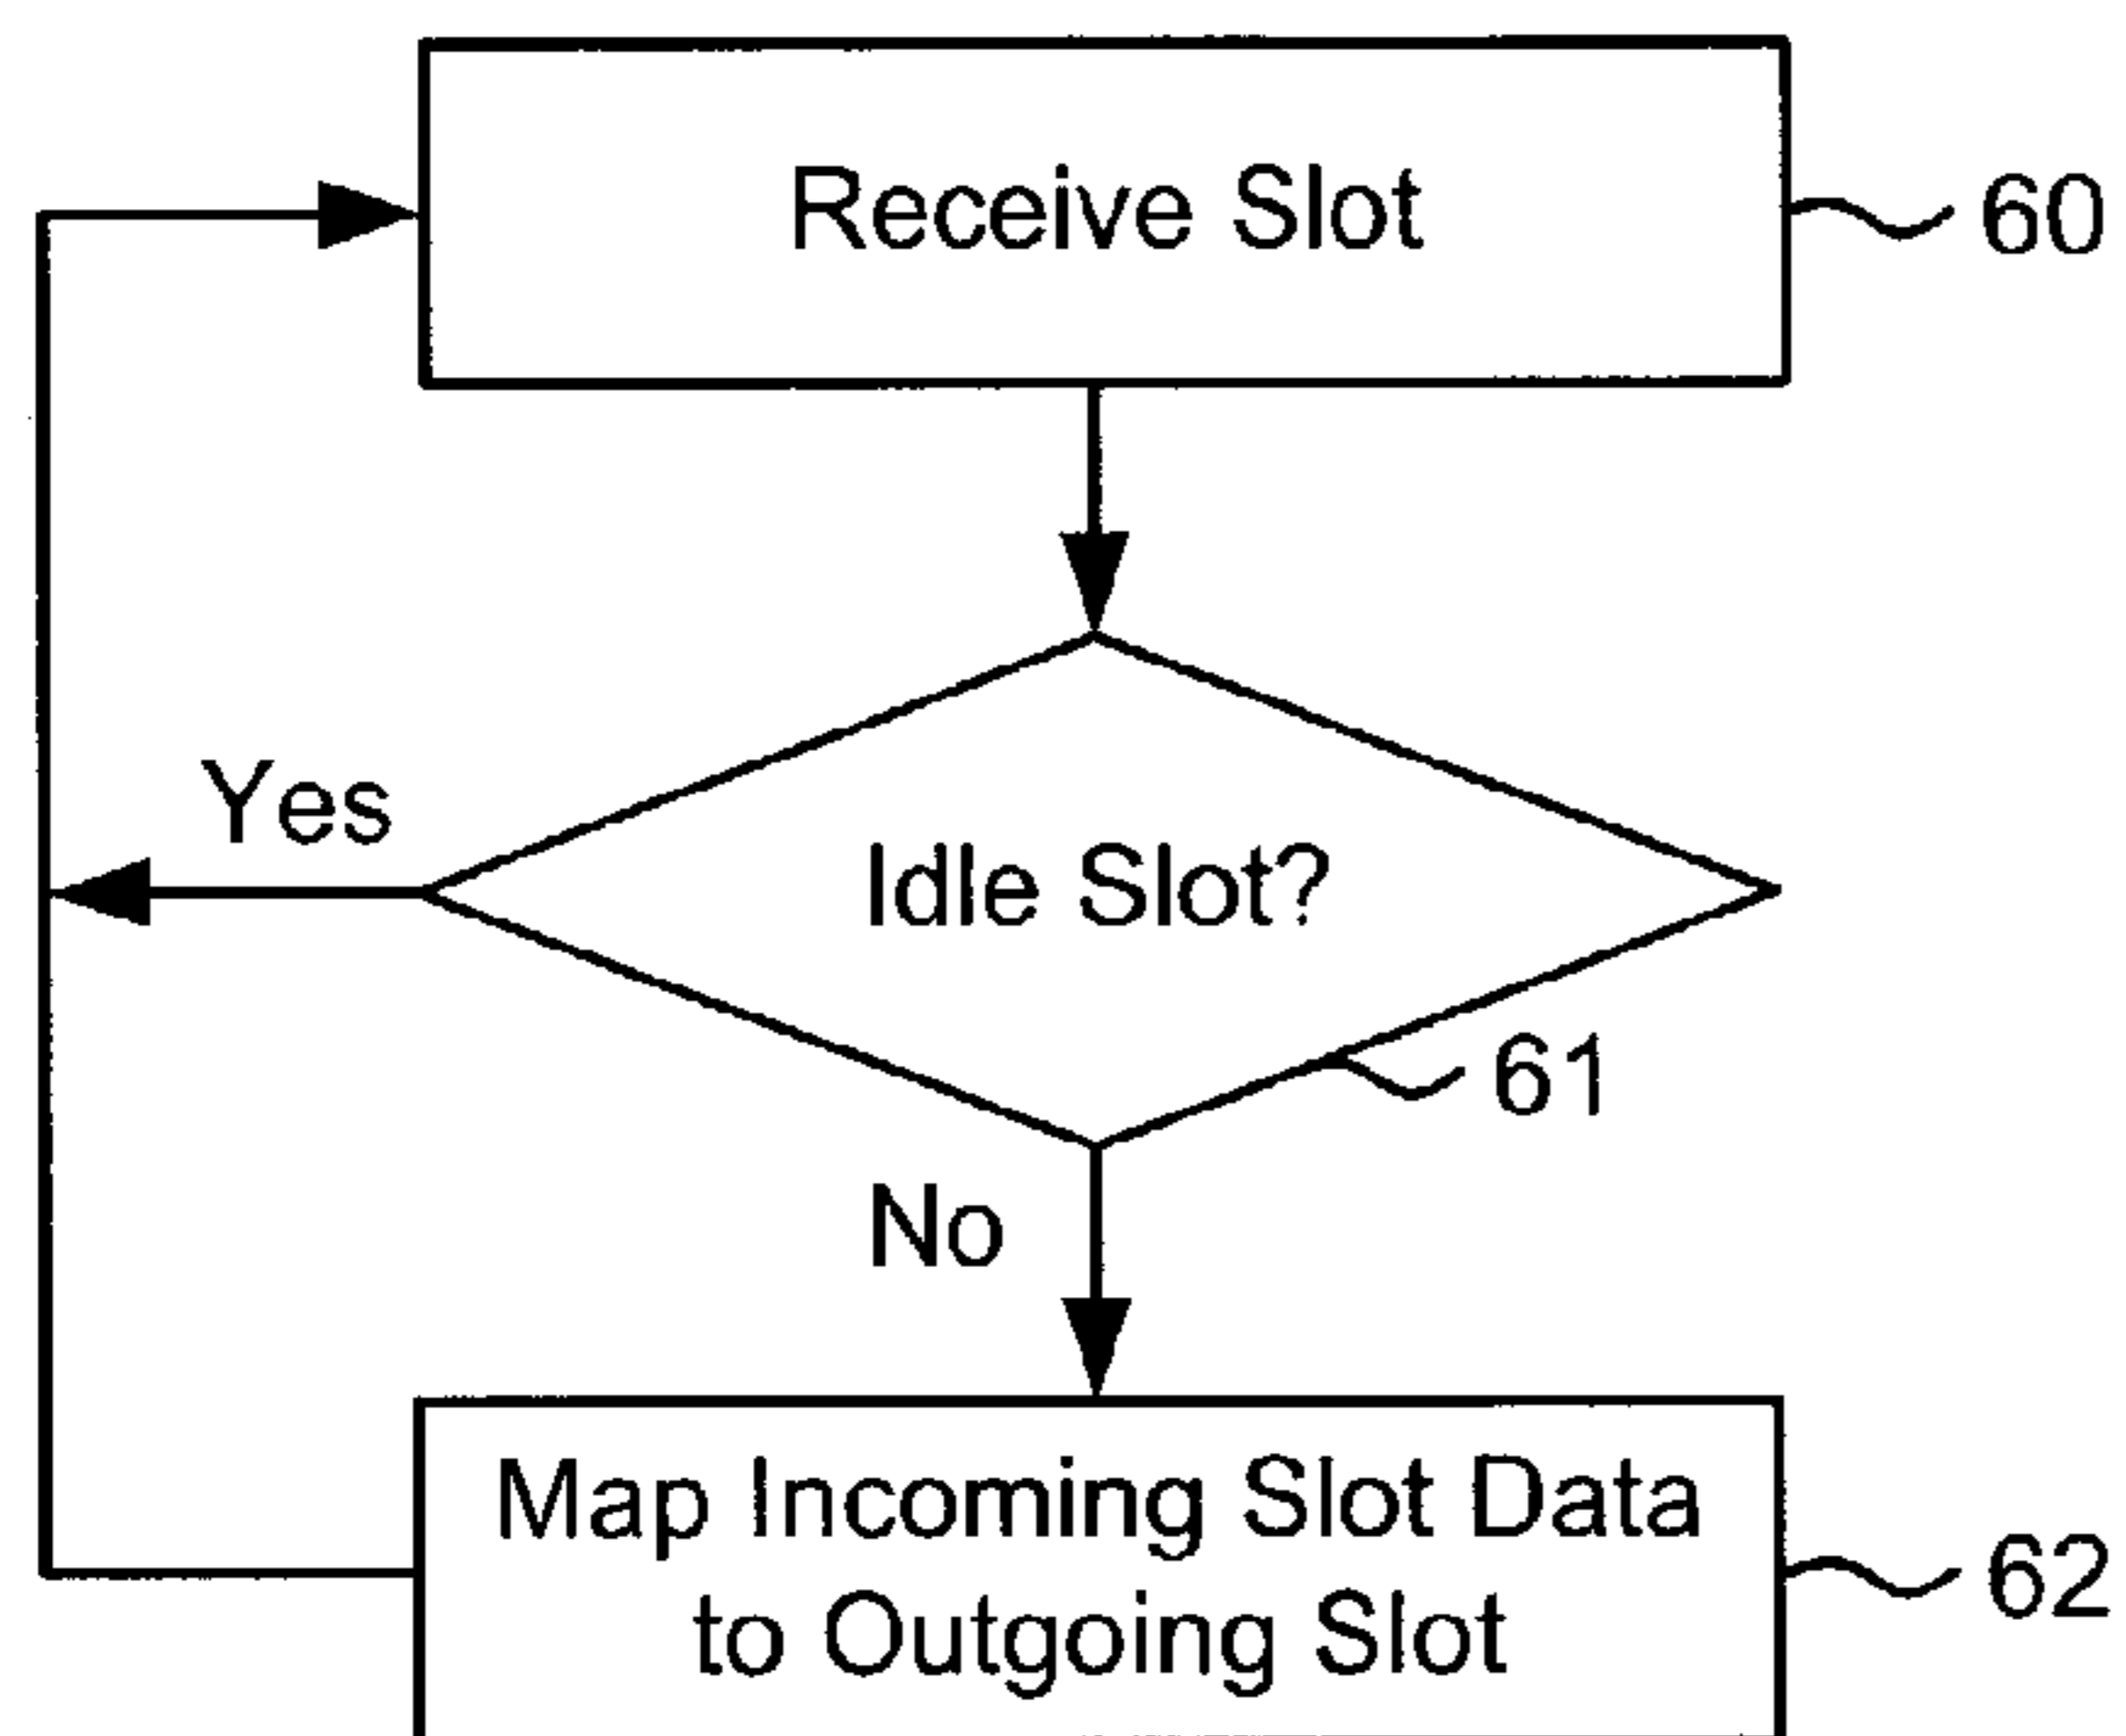 Receive Slot
60
Yes
Idle Slot?
61
No
Map Incoming Slot Data
to Outgoing Slot
62